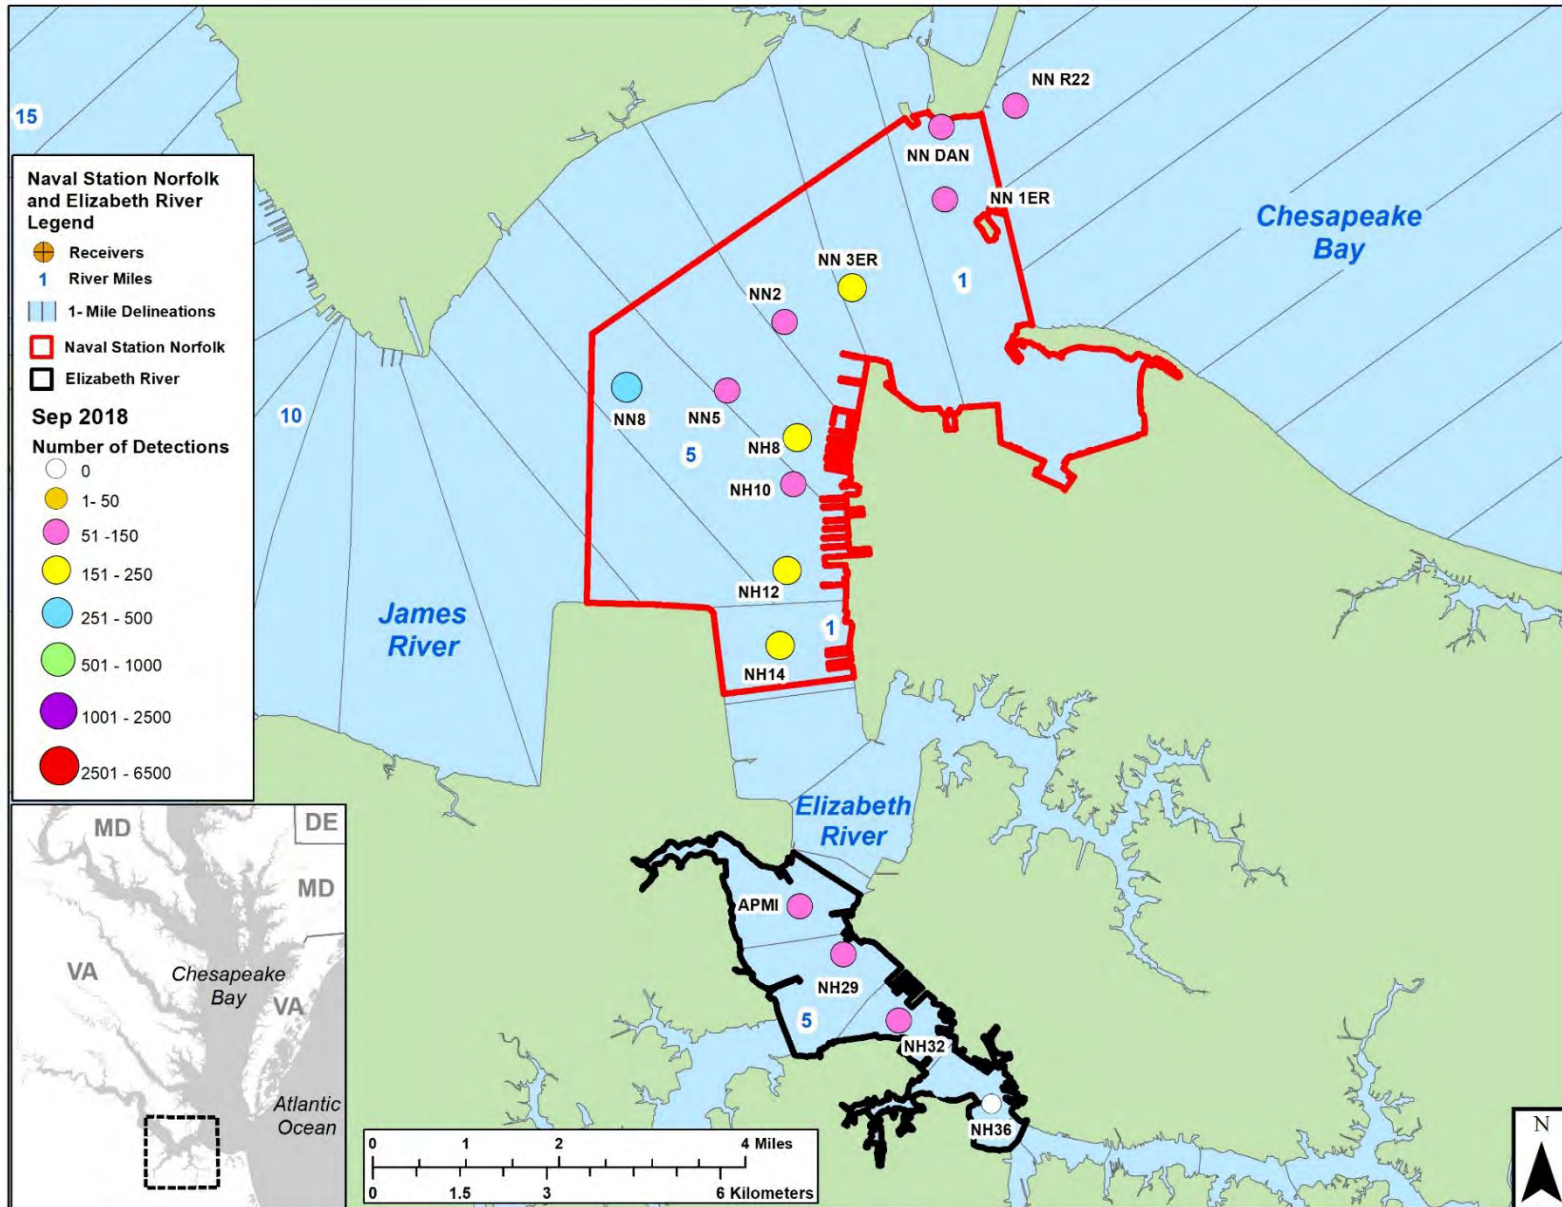 15
NN R22
NN DAN
NN 1ER
Chesapeake
Bay
NN 3ER
1
NN2
NN8
NN5
NH8
5
NH10
10
NH12
James
River
1
NH14
Elizabeth
River
APMI
NH29
5
NH32
NH36
Naval Station Norfolk
and Elizabeth River
Legend
Receivers
1 River Miles
1- Mile Delineations
Naval Station Norfolk
Elizabeth River
Sep 2018
Number of Detections
0
1- 50
51 -150
151 - 250
251 - 500
501 - 1000
1001 - 2500
2501 - 6500
MD
DE
MD
VA
Chesapeake
Bay
VA
Atlantic
Ocean
0 1 2 4 Miles
0 1.5 3 6 Kilometers
N